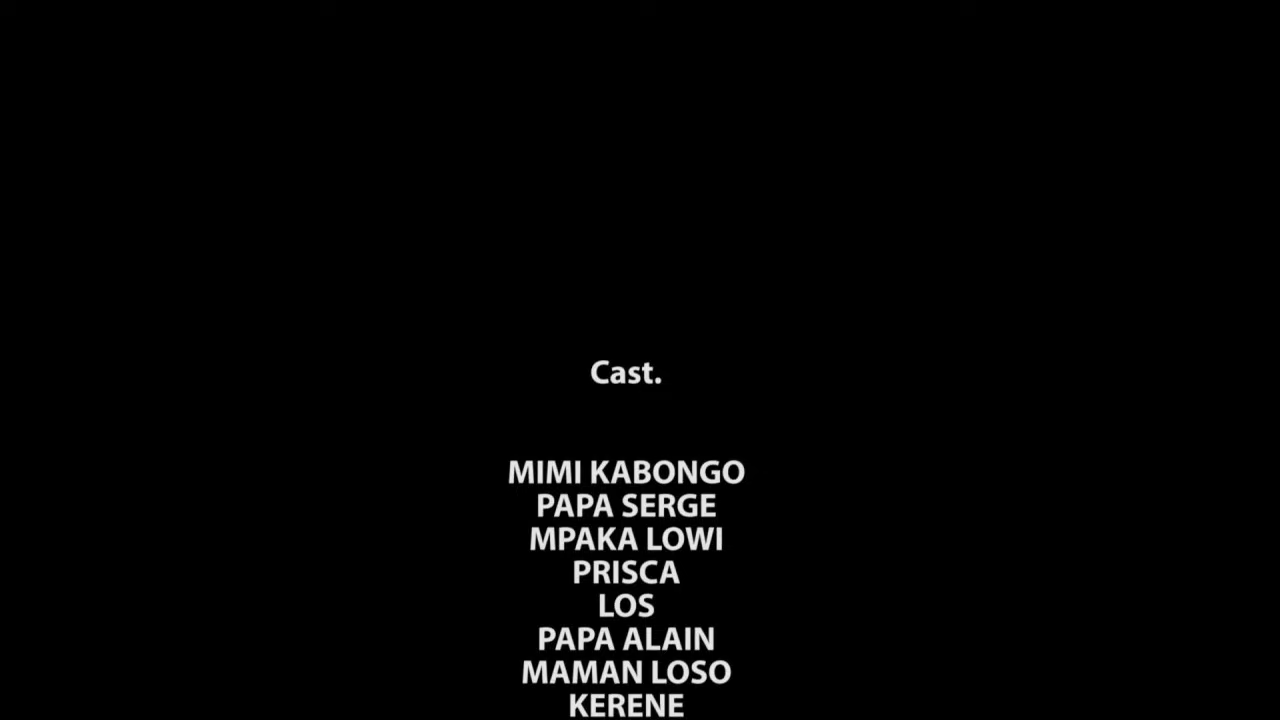 Cast.
MIMI KABONGO
PAPA SERGE
MPAKA LOWI
PRISCA
LOS
PAPA ALAIN
MAMAN LOSO
KERENE